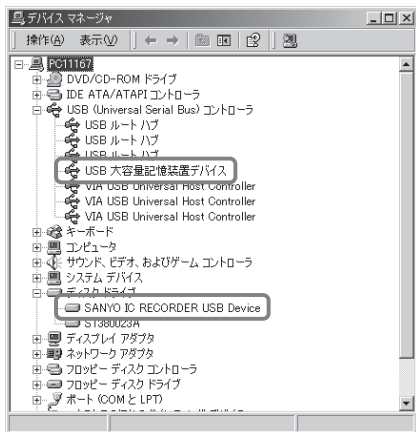 デバイス マネージャ
操作(A) 表示(V)
PC11167
DVD/CD-ROM ドライブ
IDE ATA/ATAPI コントローラ
USB (Universal Serial Bus) コントローラ
USB ルート ハブ
USB ルート ハブ
USB ルート ハブ
USB 大容量記憶装置デバイス
VIA USB Universal Host Controller
VIA USB Universal Host Controller
VIA USB Universal Host Controller
キーボード
コンピュータ
サウンド、ビデオ、およびゲーム コントローラ
システム デバイス
ディスク ドライブ
SANYO IC RECORDER USB Device
ST380023A
ディスプレイ アダプタ
ネットワーク アダプタ
フロッピー ディスク コントローラ
フロッピー ディスク ドライブ
ポート (COM と LPT)